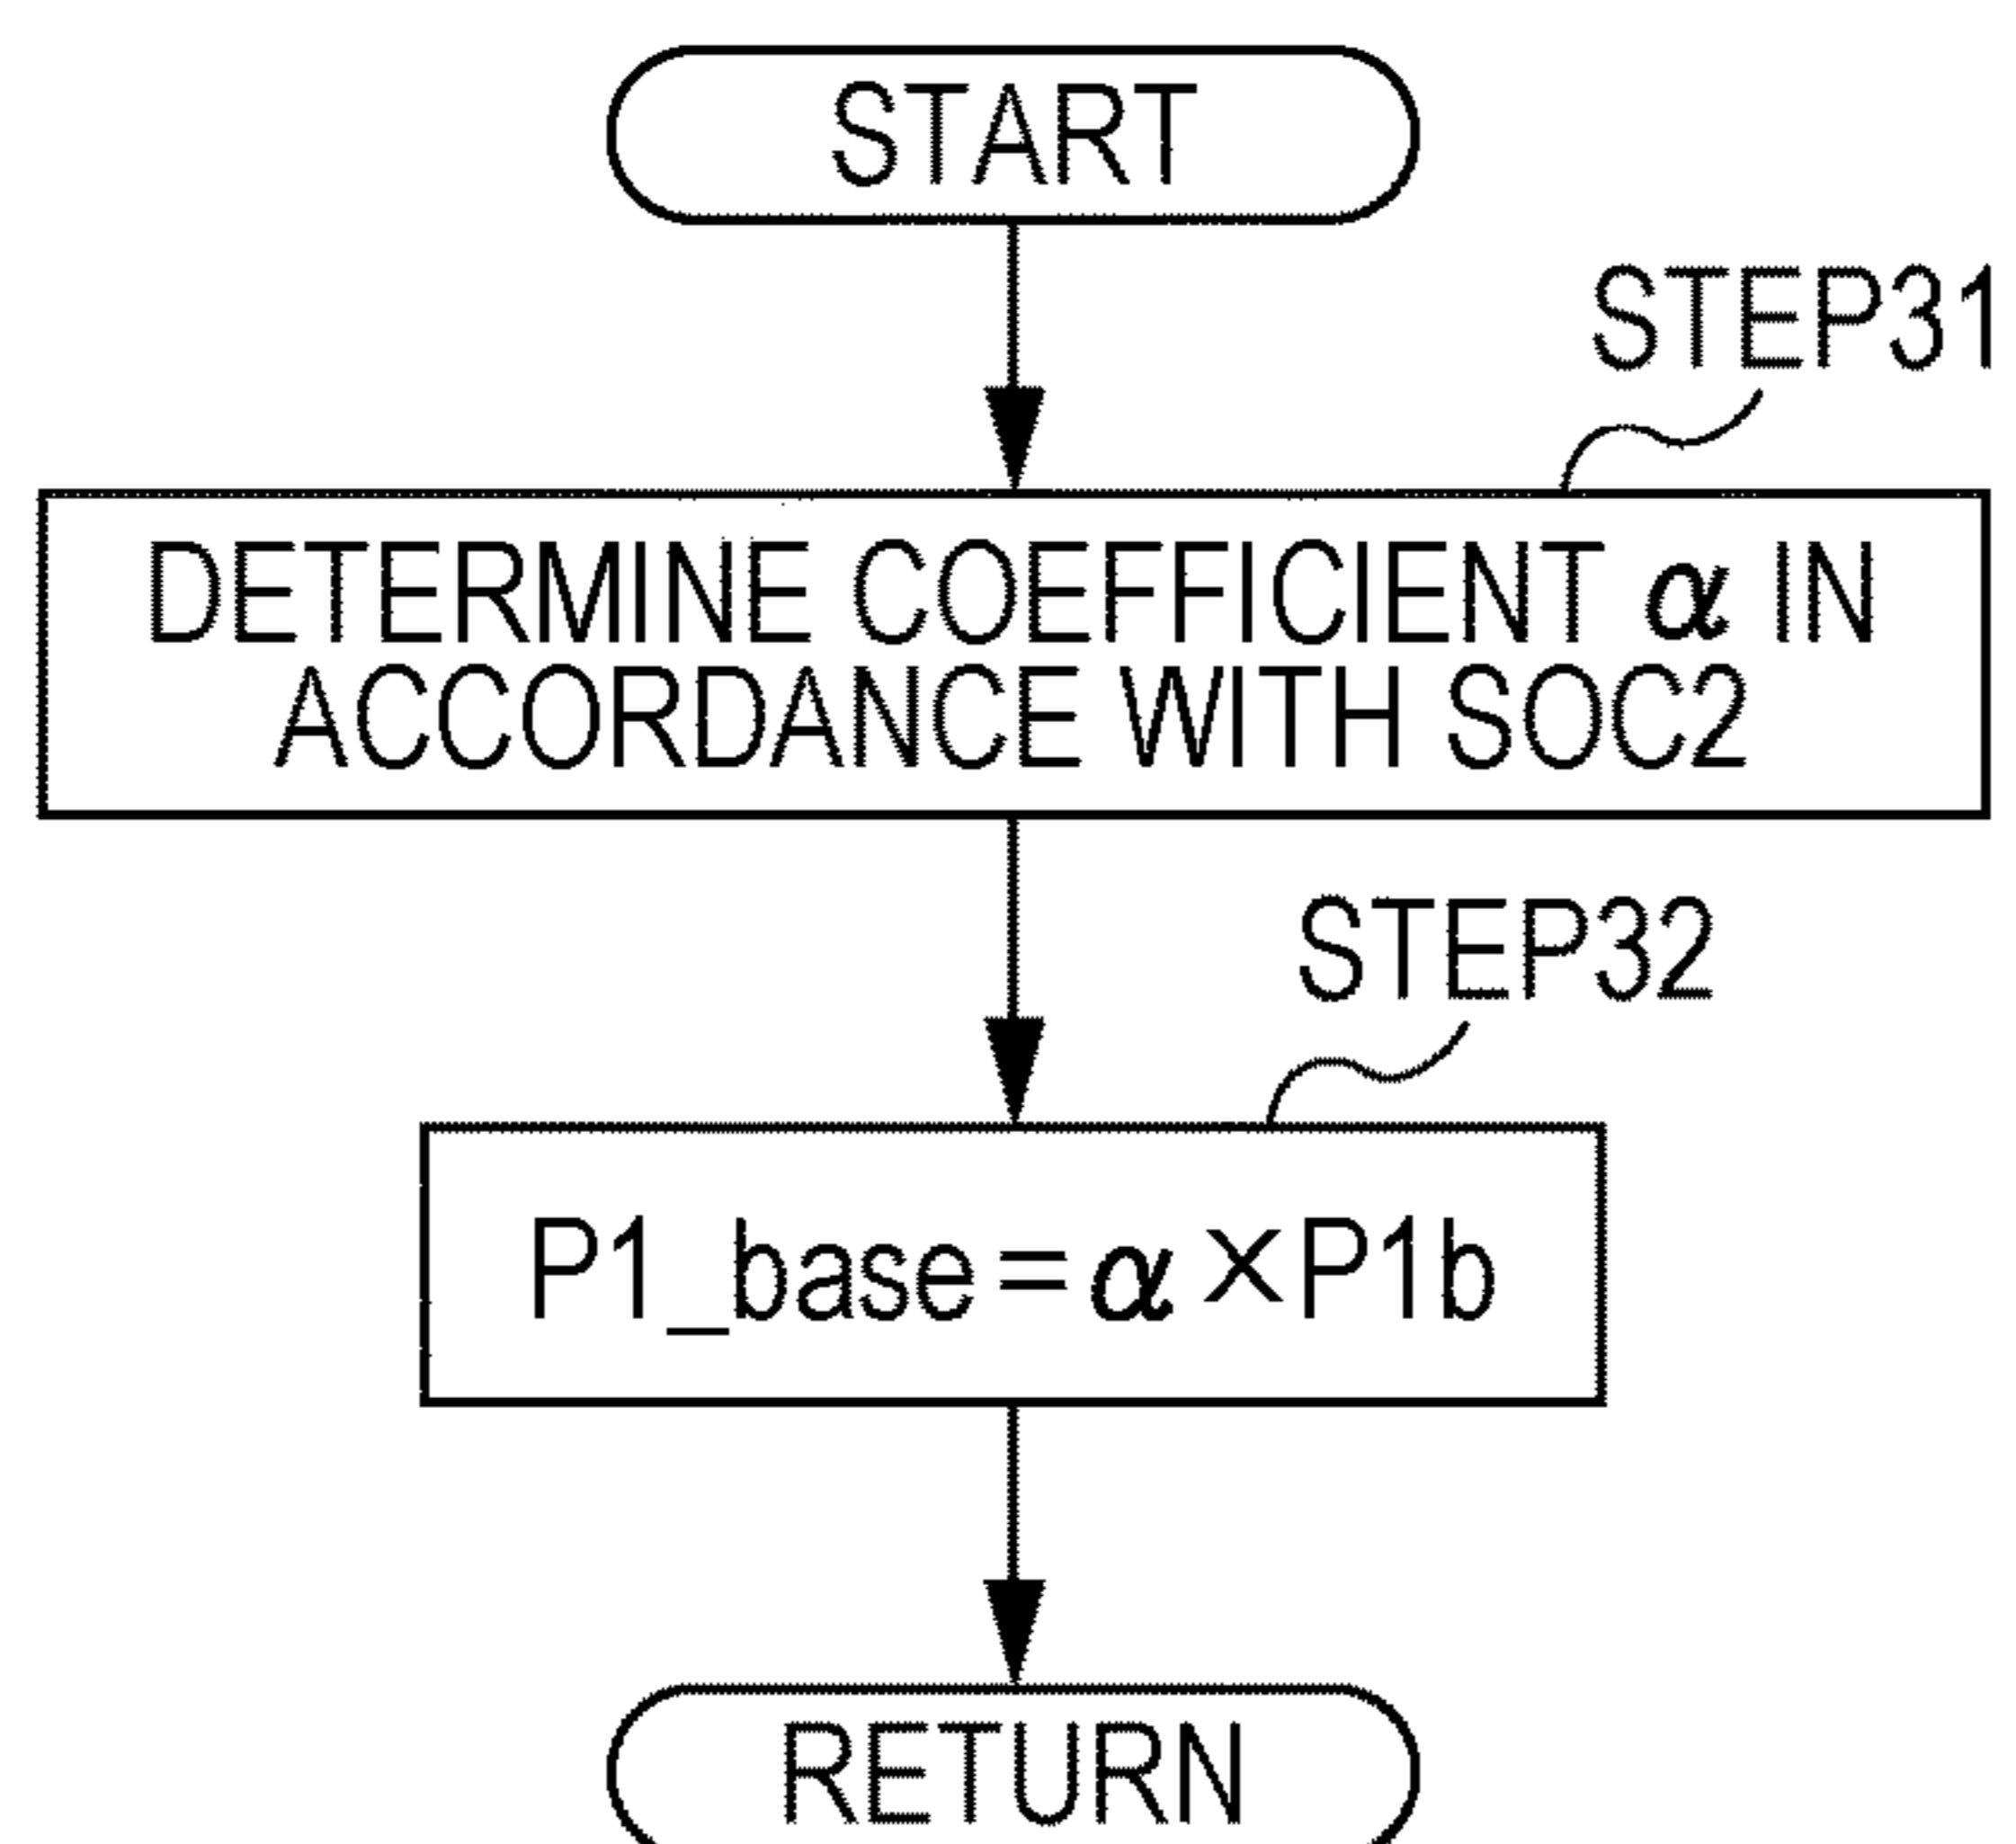 START
STEP31
DETERMINE COEFFICIENT α IN
ACCORDANCE WITH SOC2
STEP32
P1_base=α×P1b
RETURN